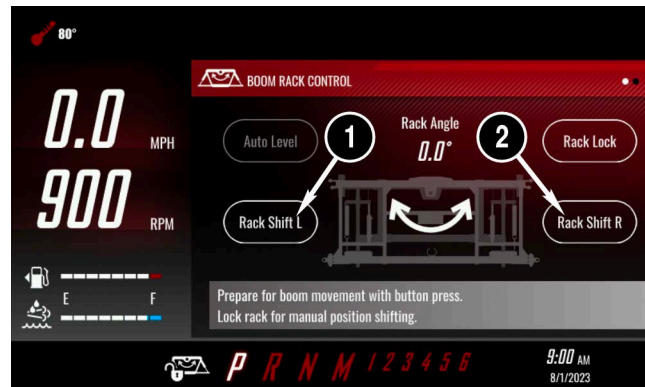 80°
BOOM RACK CONTROL
0.0 MPH
Auto Level
1
Rack Angle
0.0°
2
Rack Lock
900 RPM
Rack Shift L
Rack Shift R
E F
Prepare for boom movement with button press.
Lock rack for manual position shifting.
P R N M 1 2 3 4 5 6
9:00 AM
8/1/2023